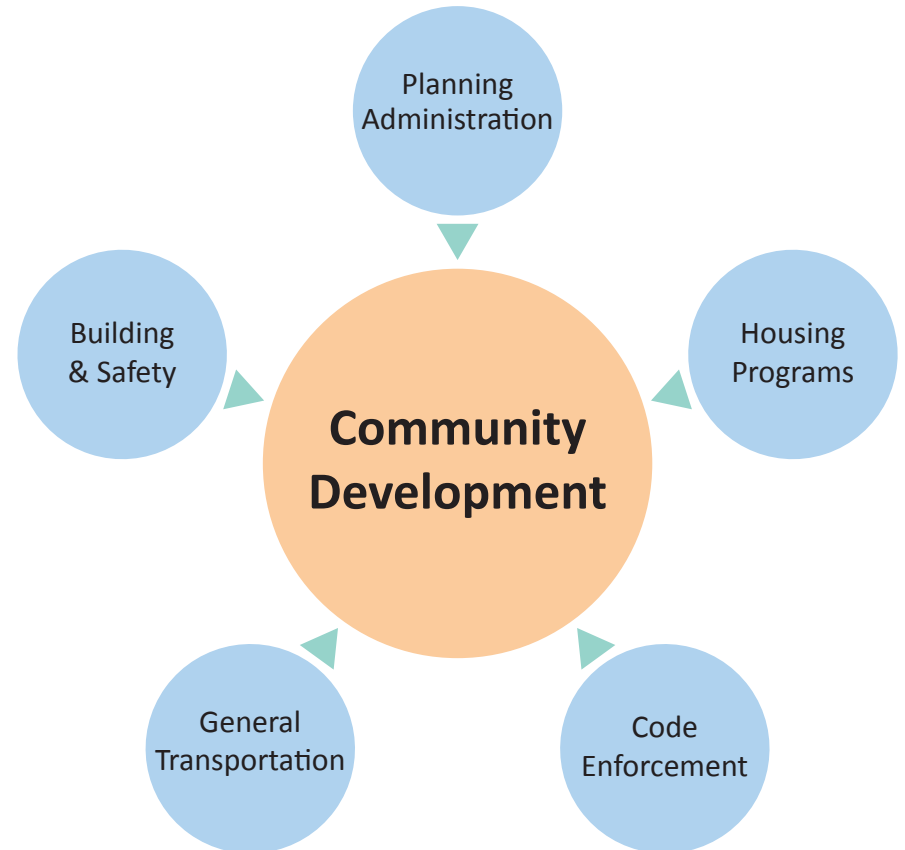 Planning
Administration
Building
& Safety
Housing
Programs
Community
Development
General
Transportation
Code
Enforcement